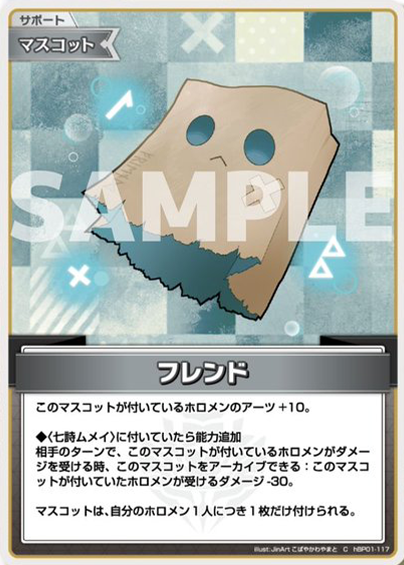 サポート
マスコット
SAMPLE
フレンド
このマスコットが付いているホロメンのアーツ+10。
◆〈七詩ムメイ〉に付いていたら能力追加
相手のターンで、このマスコットが付いているホロメンがダメー
ジを受ける時、このマスコットをアーカイブできる：このマスコ
ットが付いていたホロメンが受けるダメージ-30。
マスコットは、自分のホロメン1人につき1枚だけ付けられる。
illust:JinArt こばやかわやまと C hBP01-117